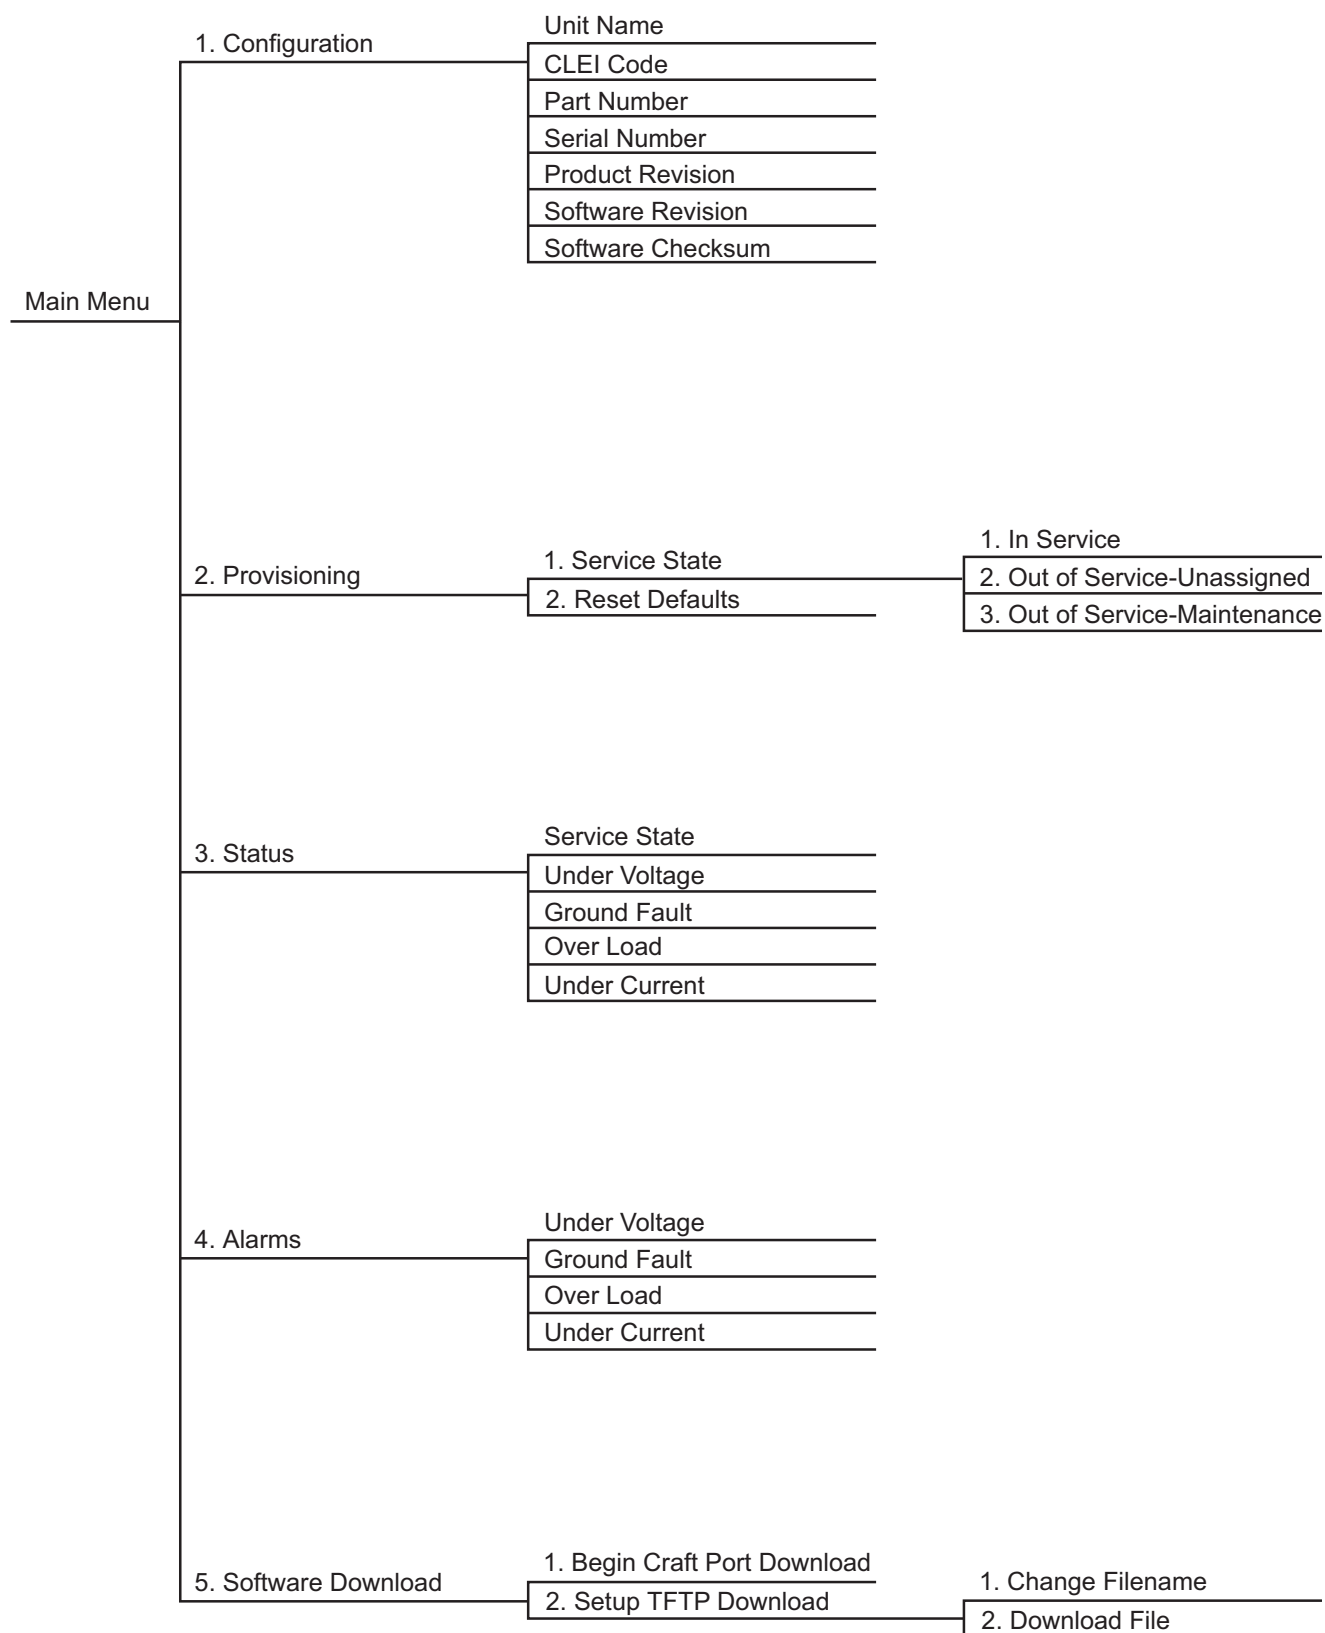 Main Menu
1. Configuration
Unit Name
CLEI Code
Part Number
Serial Number
Product Revision
Software Revision
Software Checksum
2. Provisioning
1. Service State
2. Reset Defaults
1. In Service
2. Out of Service-Unassigned
3. Out of Service-Maintenance
3. Status
Service State
Under Voltage
Ground Fault
Over Load
Under Current
4. Alarms
Under Voltage
Ground Fault
Over Load
Under Current
5. Software Download
1. Begin Craft Port Download
2. Setup TFTP Download
1. Change Filename
2. Download File